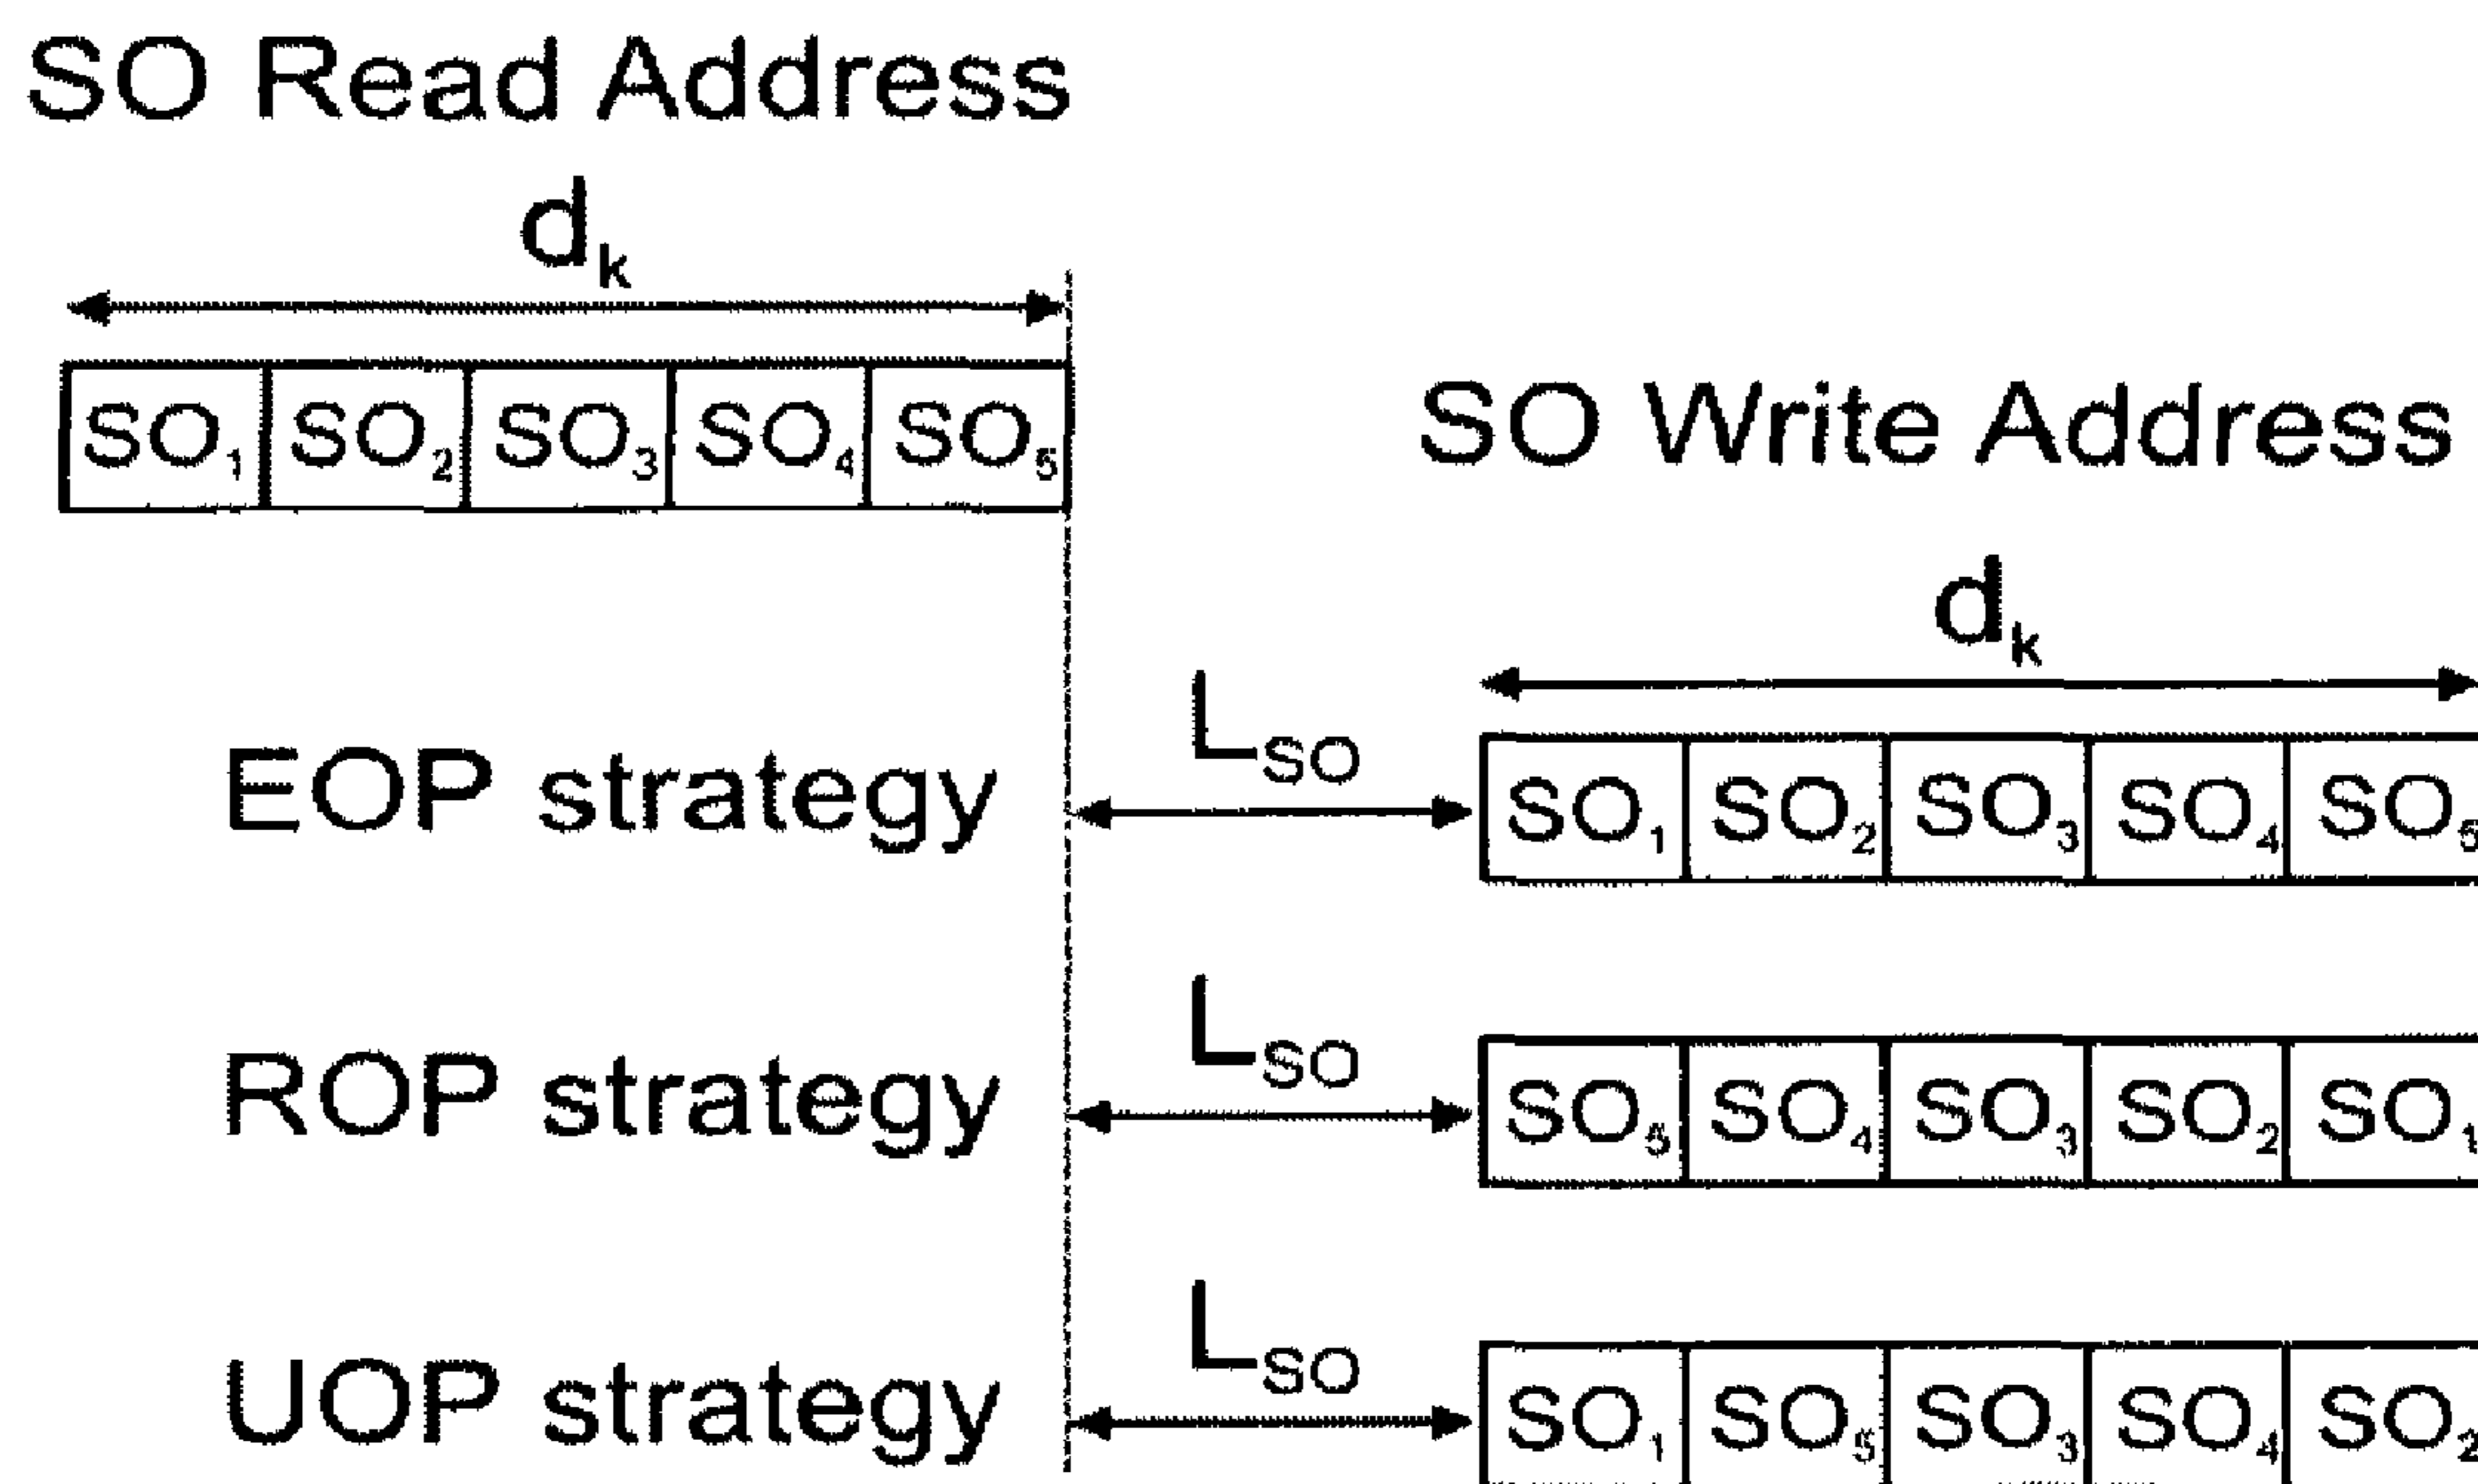 SO Read Address
dk
SO1 SO2 SO3 SO4 SO5
SO Write Address
dk
EOP strategy LSO SO1 SO2 SO3 SO4 SO5
ROP strategy LSO SO5 SO4 SO3 SO2 SO1
UOP strategy LSO SO1 SO5 SO3 SO4 SO2